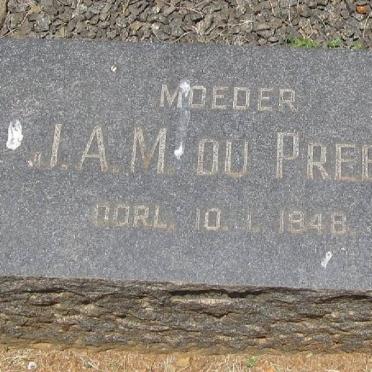 MOEDER
J.A.M. DU PREE
OORL. 10.1.1948.